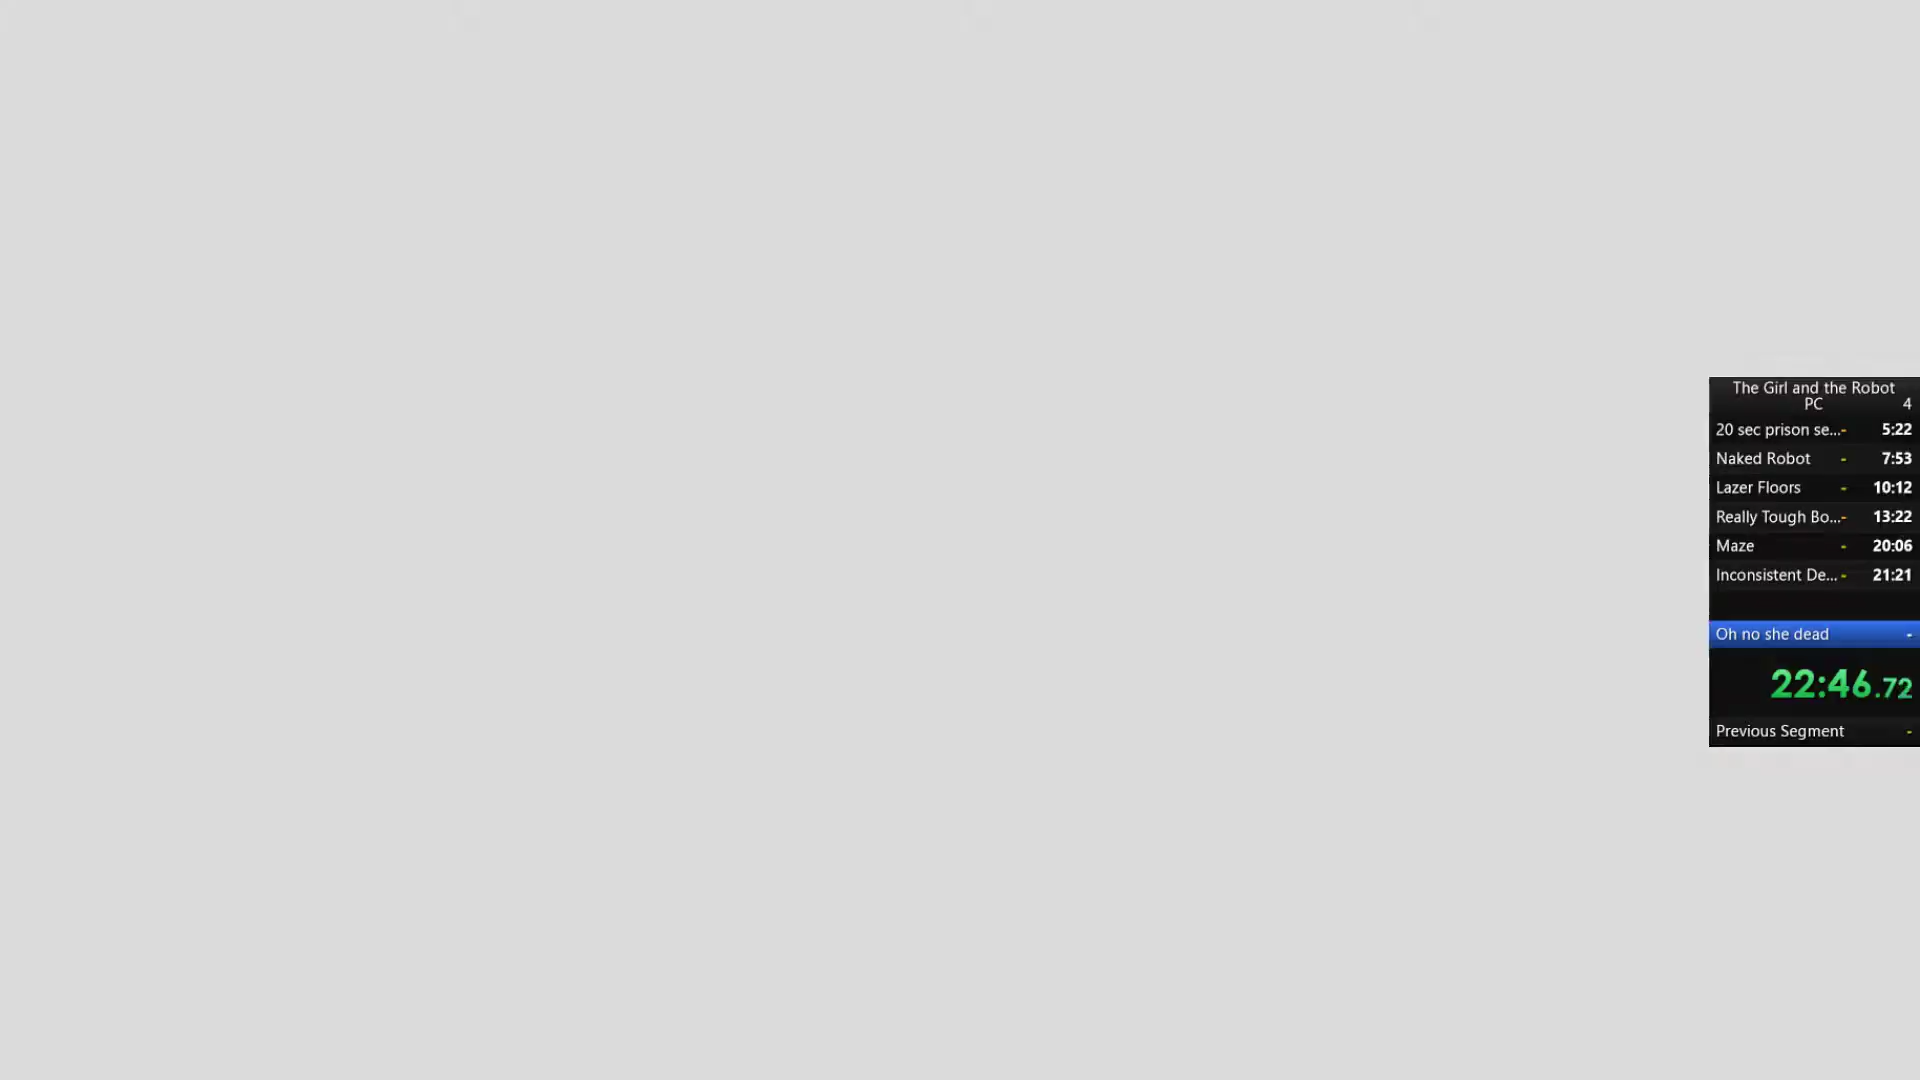 The Girl and the Robot
PC 4
20 sec prison se...- 5:22
Naked Robot - 7:53
Lazer Floors - 10:12
Really Tough Bo...- 13:22
Maze - 20:06
Inconsistent De...- 21:21
Oh no she dead -
22:46.72
Previous Segment -